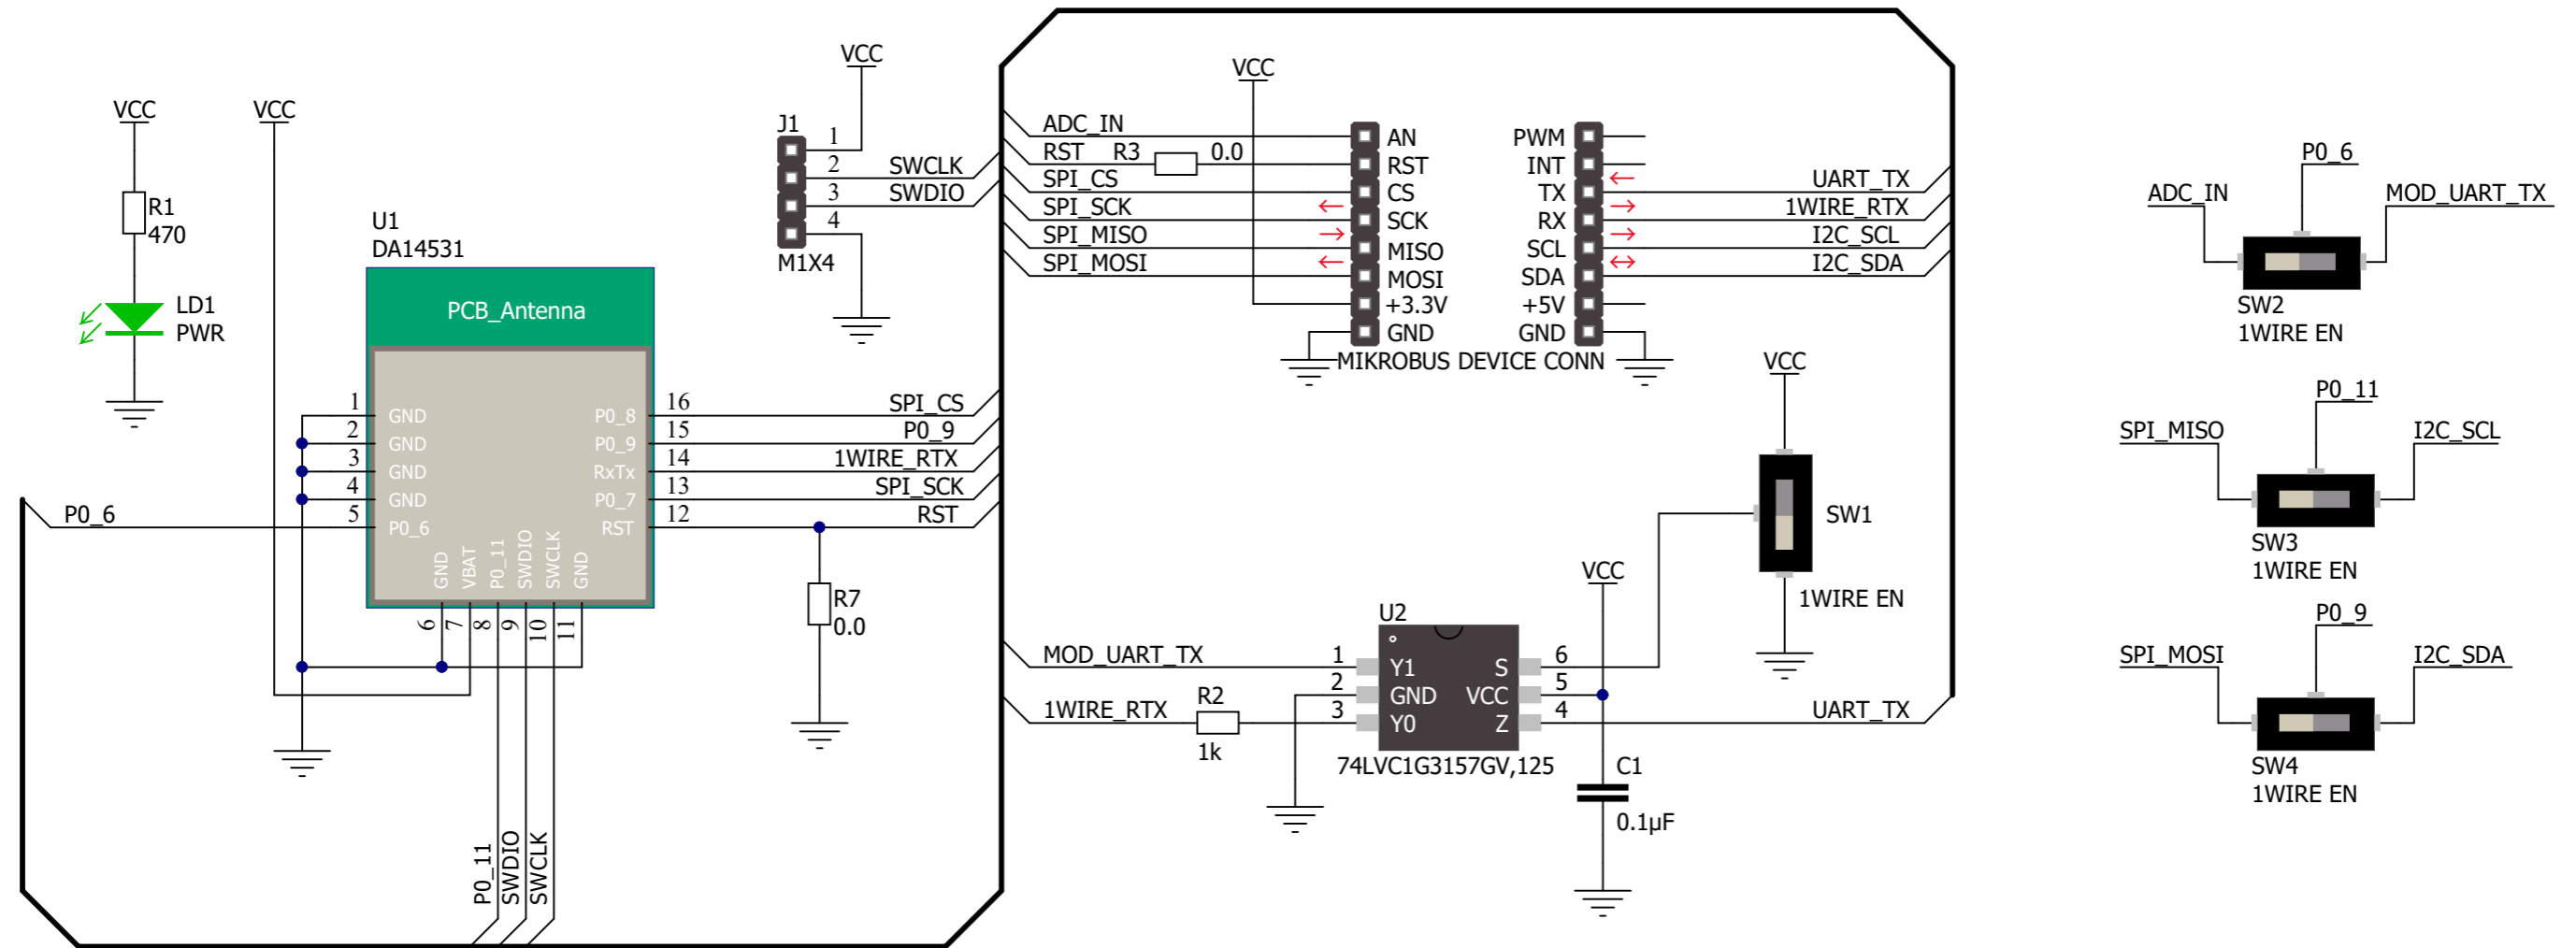 VCC
R1
470
LD1
PWR
VCC
U1
DA14531
PCB_Antenna
1 GND
2 GND
3 GND
4 GND
5 P0_6
P0_6
P0_8 16 SPI_CS
P0_9 15 P0_9
RxTx 14 1WIRE_RTX
P0_7 13 SPI_SCK
RST 12 RST
GND VBAT P0_11 SWDIO SWCLK GND
6 7 8 9 10 11
P0_11 SWDIO SWCLK
R7
0.0
VCC
J1
1
2 SWCLK
3 SWDIO
4
M1X4
VCC
ADC_IN AN
RST R3 0.0 RST
SPI_CS CS
SPI_SCK SCK
SPI_MISO MISO
SPI_MOSI MOSI
+3.3V
GND
PWM
INT
TX UART_TX
RX 1WIRE_RTX
SCL I2C_SCL
SDA I2C_SDA
+5V
GND
MIKROBUS DEVICE CONN
VCC
SW1
1WIRE EN
VCC
U2
MOD_UART_TX 1 Y1 S 6
2 GND VCC 5
1WIRE_RTX R2 3 Y0 Z 4 UART_TX
1k
74LVC1G3157GV,125
C1
0.1µF
P0_6
ADC_IN MOD_UART_TX
SW2
1WIRE EN
P0_11
SPI_MISO I2C_SCL
SW3
1WIRE EN
P0_9
SPI_MOSI I2C_SDA
SW4
1WIRE EN